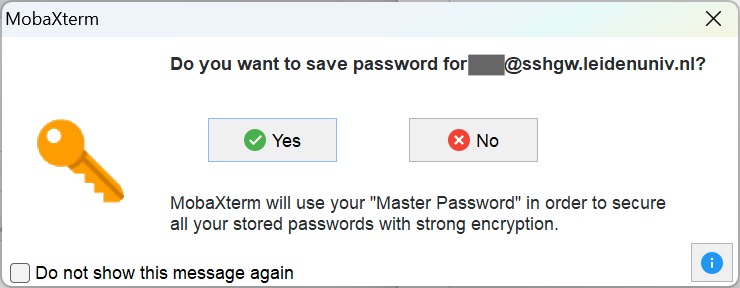 MobaXterm
Do you want to save password for @sshgw.leidenuniv.nl?
Yes
No
MobaXterm will use your "Master Password" in order to secure
all your stored passwords with strong encryption.
Do not show this message again